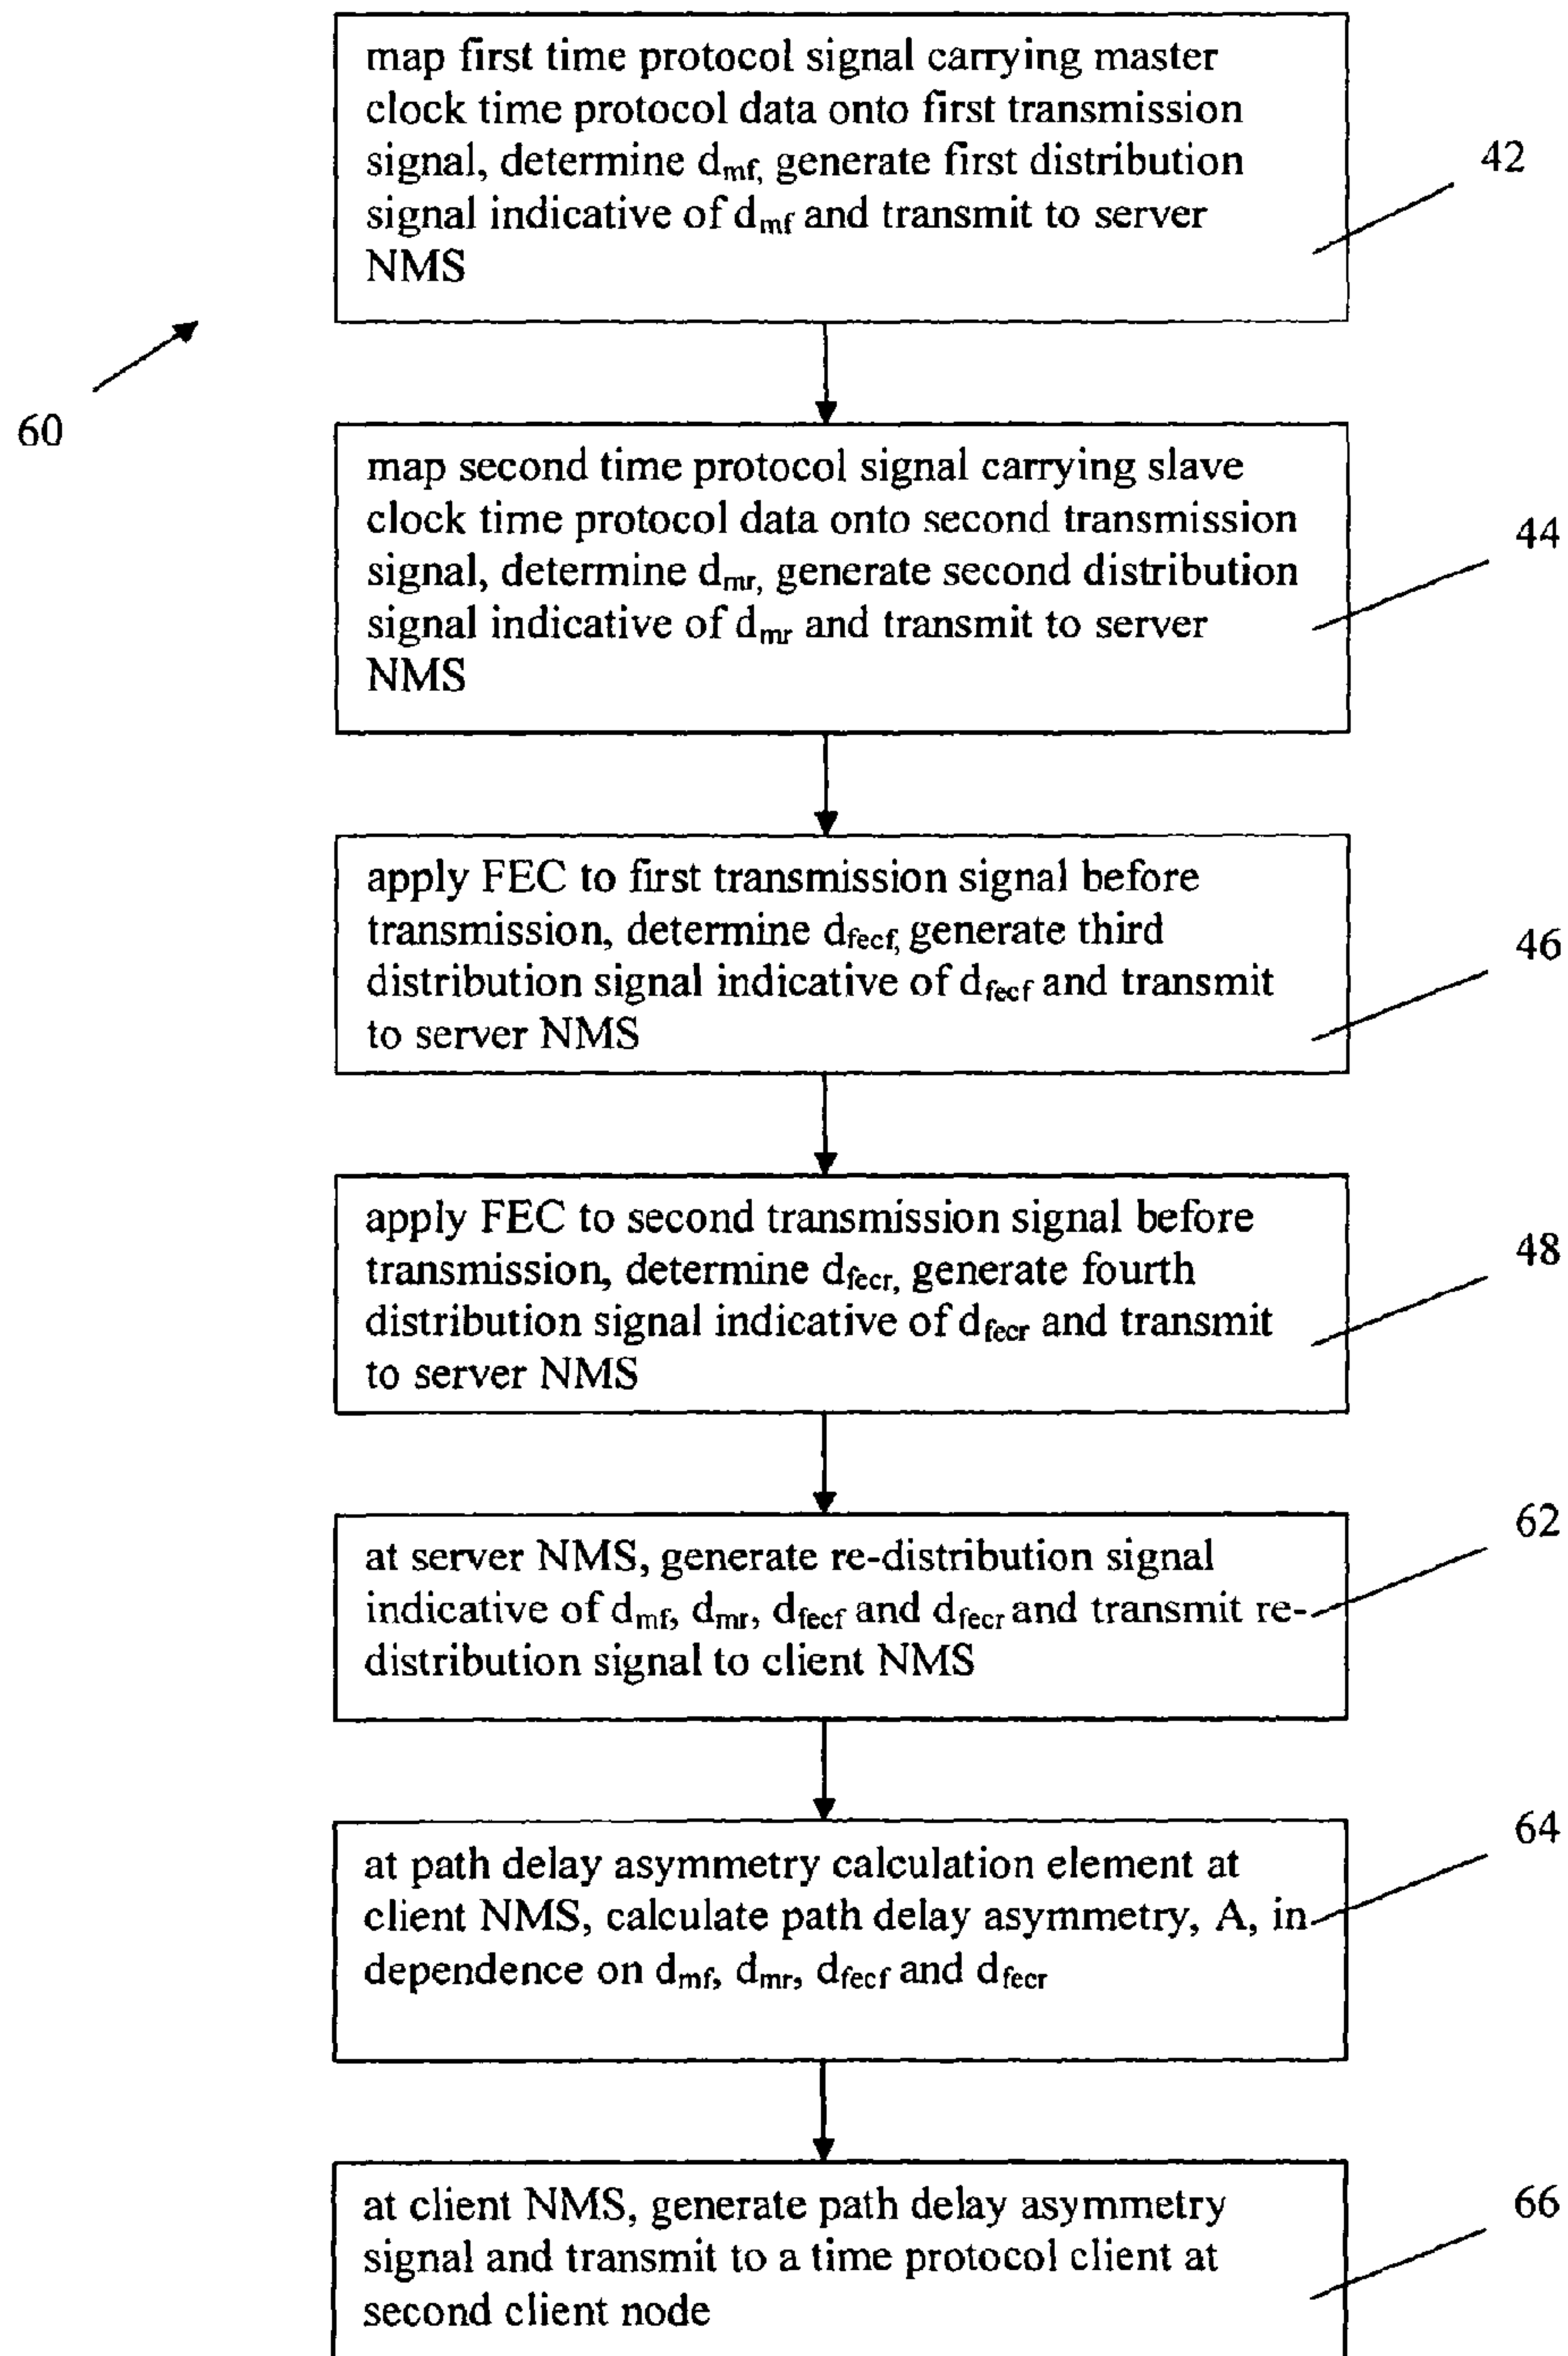 map first time protocol signal carrying master
clock time protocol data onto first transmission
signal, determine dmf, generate first distribution
signal indicative of dmf and transmit to server
NMS
42
60
map second time protocol signal carrying slave
clock time protocol data onto second transmission
signal, determine dmr, generate second distribution
signal indicative of dmr and transmit to server
NMS
44
apply FEC to first transmission signal before
transmission, determine dfecf, generate third
distribution signal indicative of dfecf and transmit
to server NMS
46
apply FEC to second transmission signal before
transmission, determine dfecr, generate fourth
distribution signal indicative of dfecr and transmit
to server NMS
48
at server NMS, generate re-distribution signal
indicative of dmf, dmr, dfecf and dfecr and transmit re-
distribution signal to client NMS
62
at path delay asymmetry calculation element at
client NMS, calculate path delay asymmetry, A, in
dependence on dmf, dmr, dfecf and dfecr
64
at client NMS, generate path delay asymmetry
signal and transmit to a time protocol client at
second client node
66